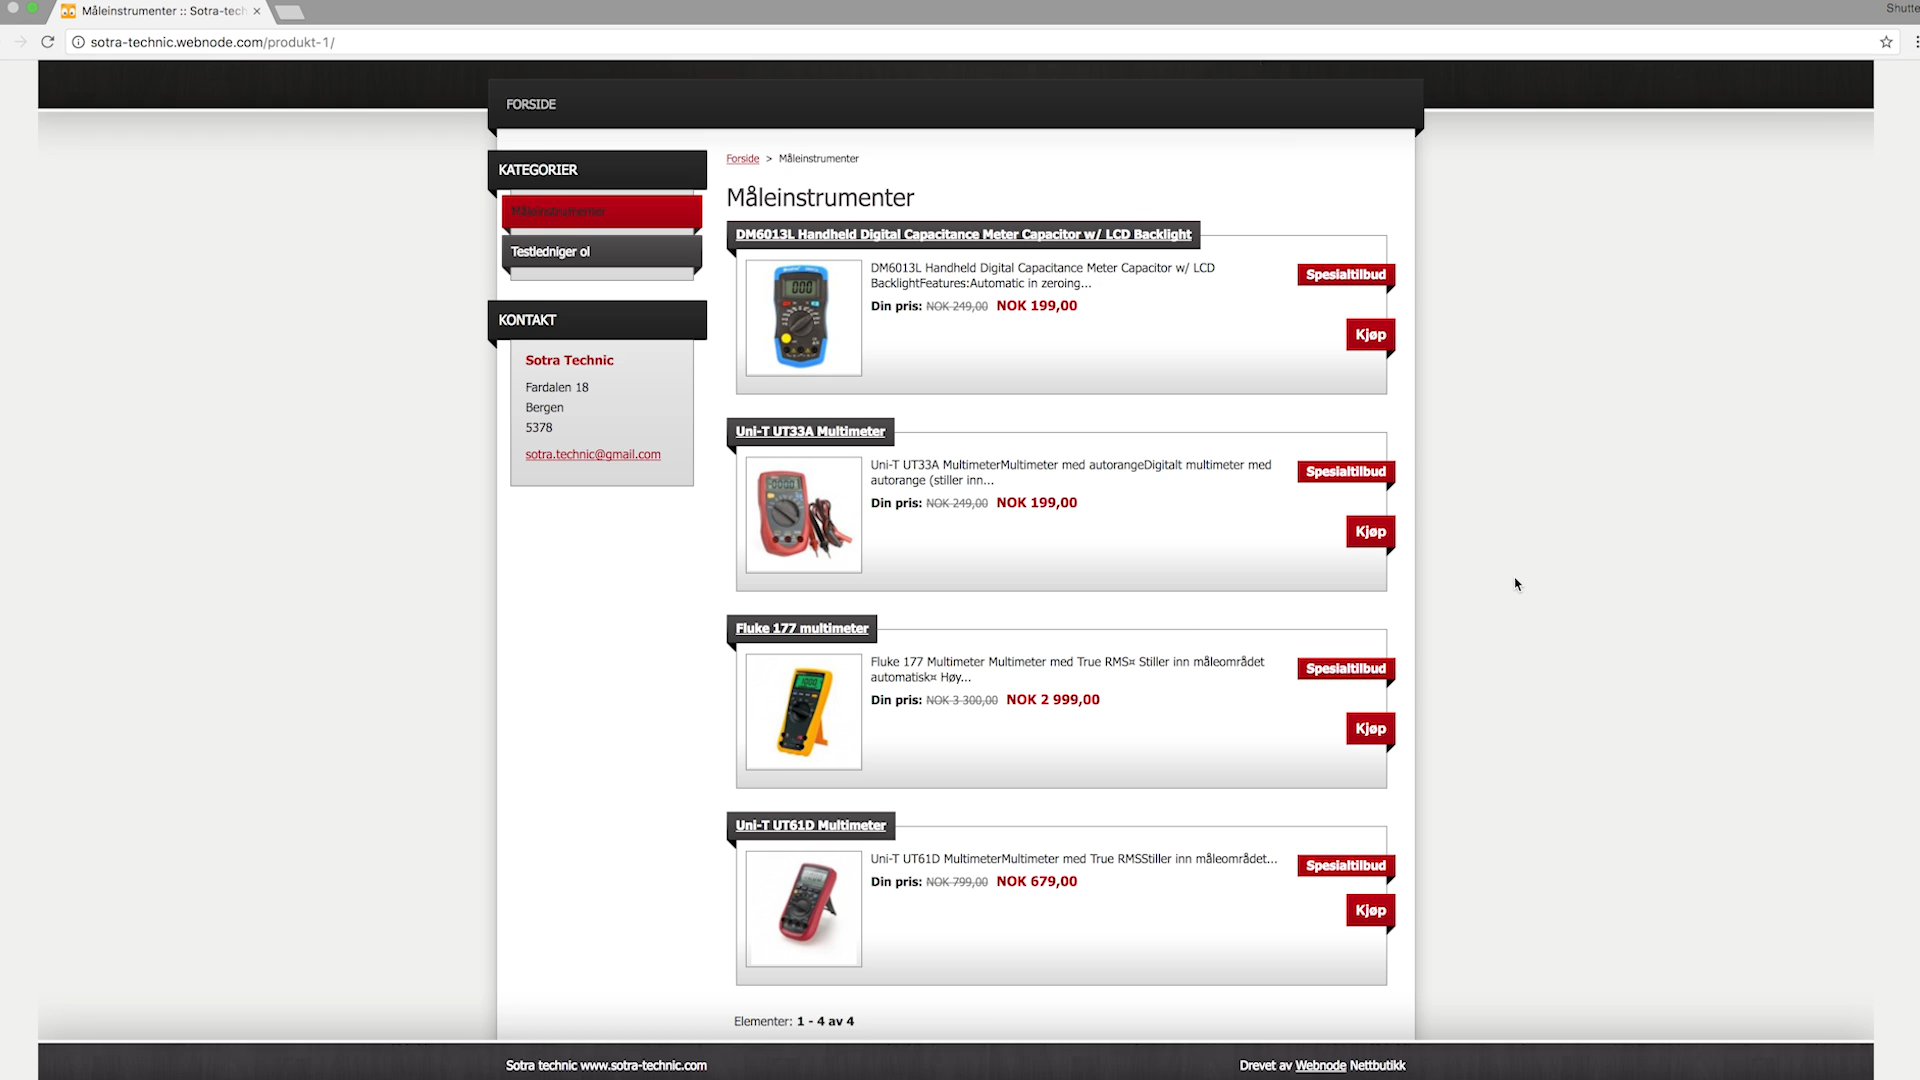 Måleinstrumenter :: Sotra-tech
Shutte
sotra-technic.webnode.com/produkt-1/
FORSIDE
KATEGORIER
Måleinstrumenter
Testledniger ol
KONTAKT
Sotra Technic
Fardalen 18
Bergen
5378
sotra.technic@gmail.com
Forside > Måleinstrumenter
Måleinstrumenter
DM6013L Handheld Digital Capacitance Meter Capacitor w/ LCD Backlight
DM6013L Handheld Digital Capacitance Meter Capacitor w/ LCD
BacklightFeatures:Automatic in zeroing...
Din pris: NOK 249,00 NOK 199,00
Spesialtilbud
Kjøp
Uni-T UT33A Multimeter
Uni-T UT33A MultimeterMultimeter med autorangeDigitalt multimeter med
autorange (stiller inn...
Din pris: NOK 249,00 NOK 199,00
Spesialtilbud
Kjøp
Fluke 177 multimeter
Fluke 177 Multimeter Multimeter med True RMS¤ Stiller inn måleområdet
automatisk¤ Høy...
Din pris: NOK 3 300,00 NOK 2 999,00
Spesialtilbud
Kjøp
Uni-T UT61D Multimeter
Uni-T UT61D MultimeterMultimeter med True RMSStiller inn måleområdet...
Din pris: NOK 799,00 NOK 679,00
Spesialtilbud
Kjøp
Elementer: 1 - 4 av 4
Sotra technic www.sotra-technic.com
Drevet av Webnode Nettbutikk